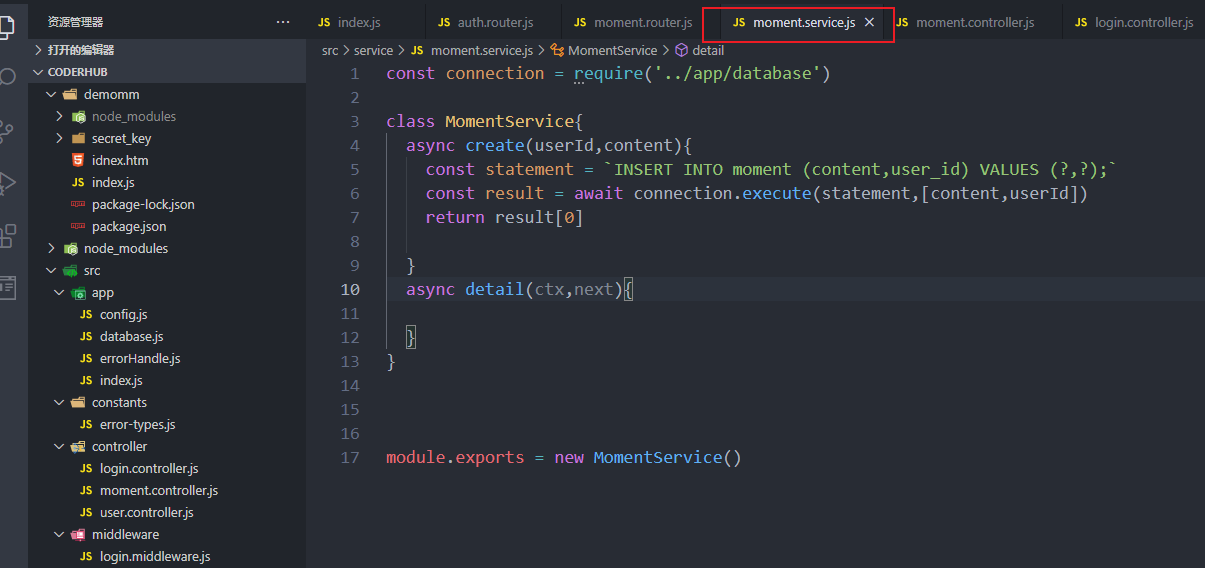 资源管理器 ···
打开的编辑器
CODERHUB
demomm
node_modules
secret_key
5 idnex.htm
JS index.js
package-lock.json
package.json
node_modules
src
app
JS config.js
JS database.js
JS errorHandle.js
JS index.js
constants
JS error-types.js
controller
JS login.controller.js
JS moment.controller.js
JS user.controller.js
middleware
JS login.middleware.js
JS index.js
JS auth.router.js
JS moment.router.js
JS moment.service.js ×
JS moment.controller.js
JS login.controller.js
src > service > JS moment.service.js > MomentService > detail
1 const connection = require('../app/database')
2
3 class MomentService{
4 async create(userId,content){
5 const statement = `INSERT INTO moment (content,user_id) VALUES (?,?);`
6 const result = await connection.execute(statement,[content,userId])
7 return result[0]
8
9 }
10 async detail(ctx,next){
11
12 }
13 }
14
15
16
17 module.exports = new MomentService()